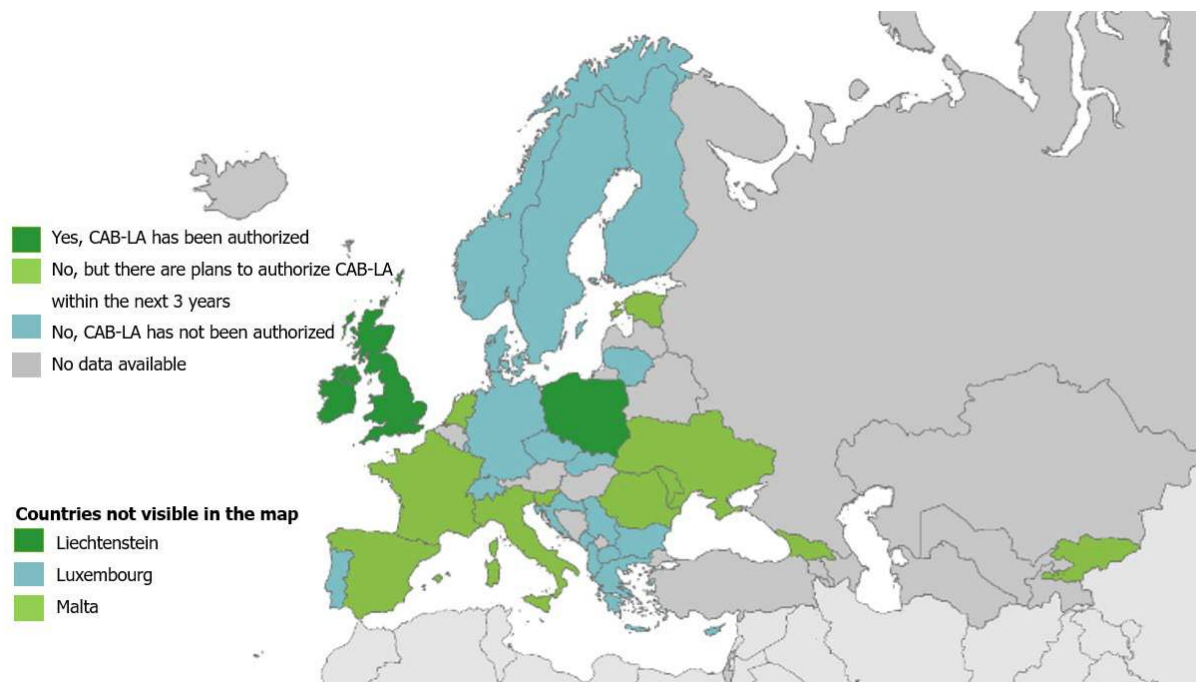 Yes, CAB-LA has been authorized
No, but there are plans to authorize CAB-LA
within the next 3 years
No, CAB-LA has not been authorized
No data available
Countries not visible in the map
Liechtenstein
Luxembourg
Malta